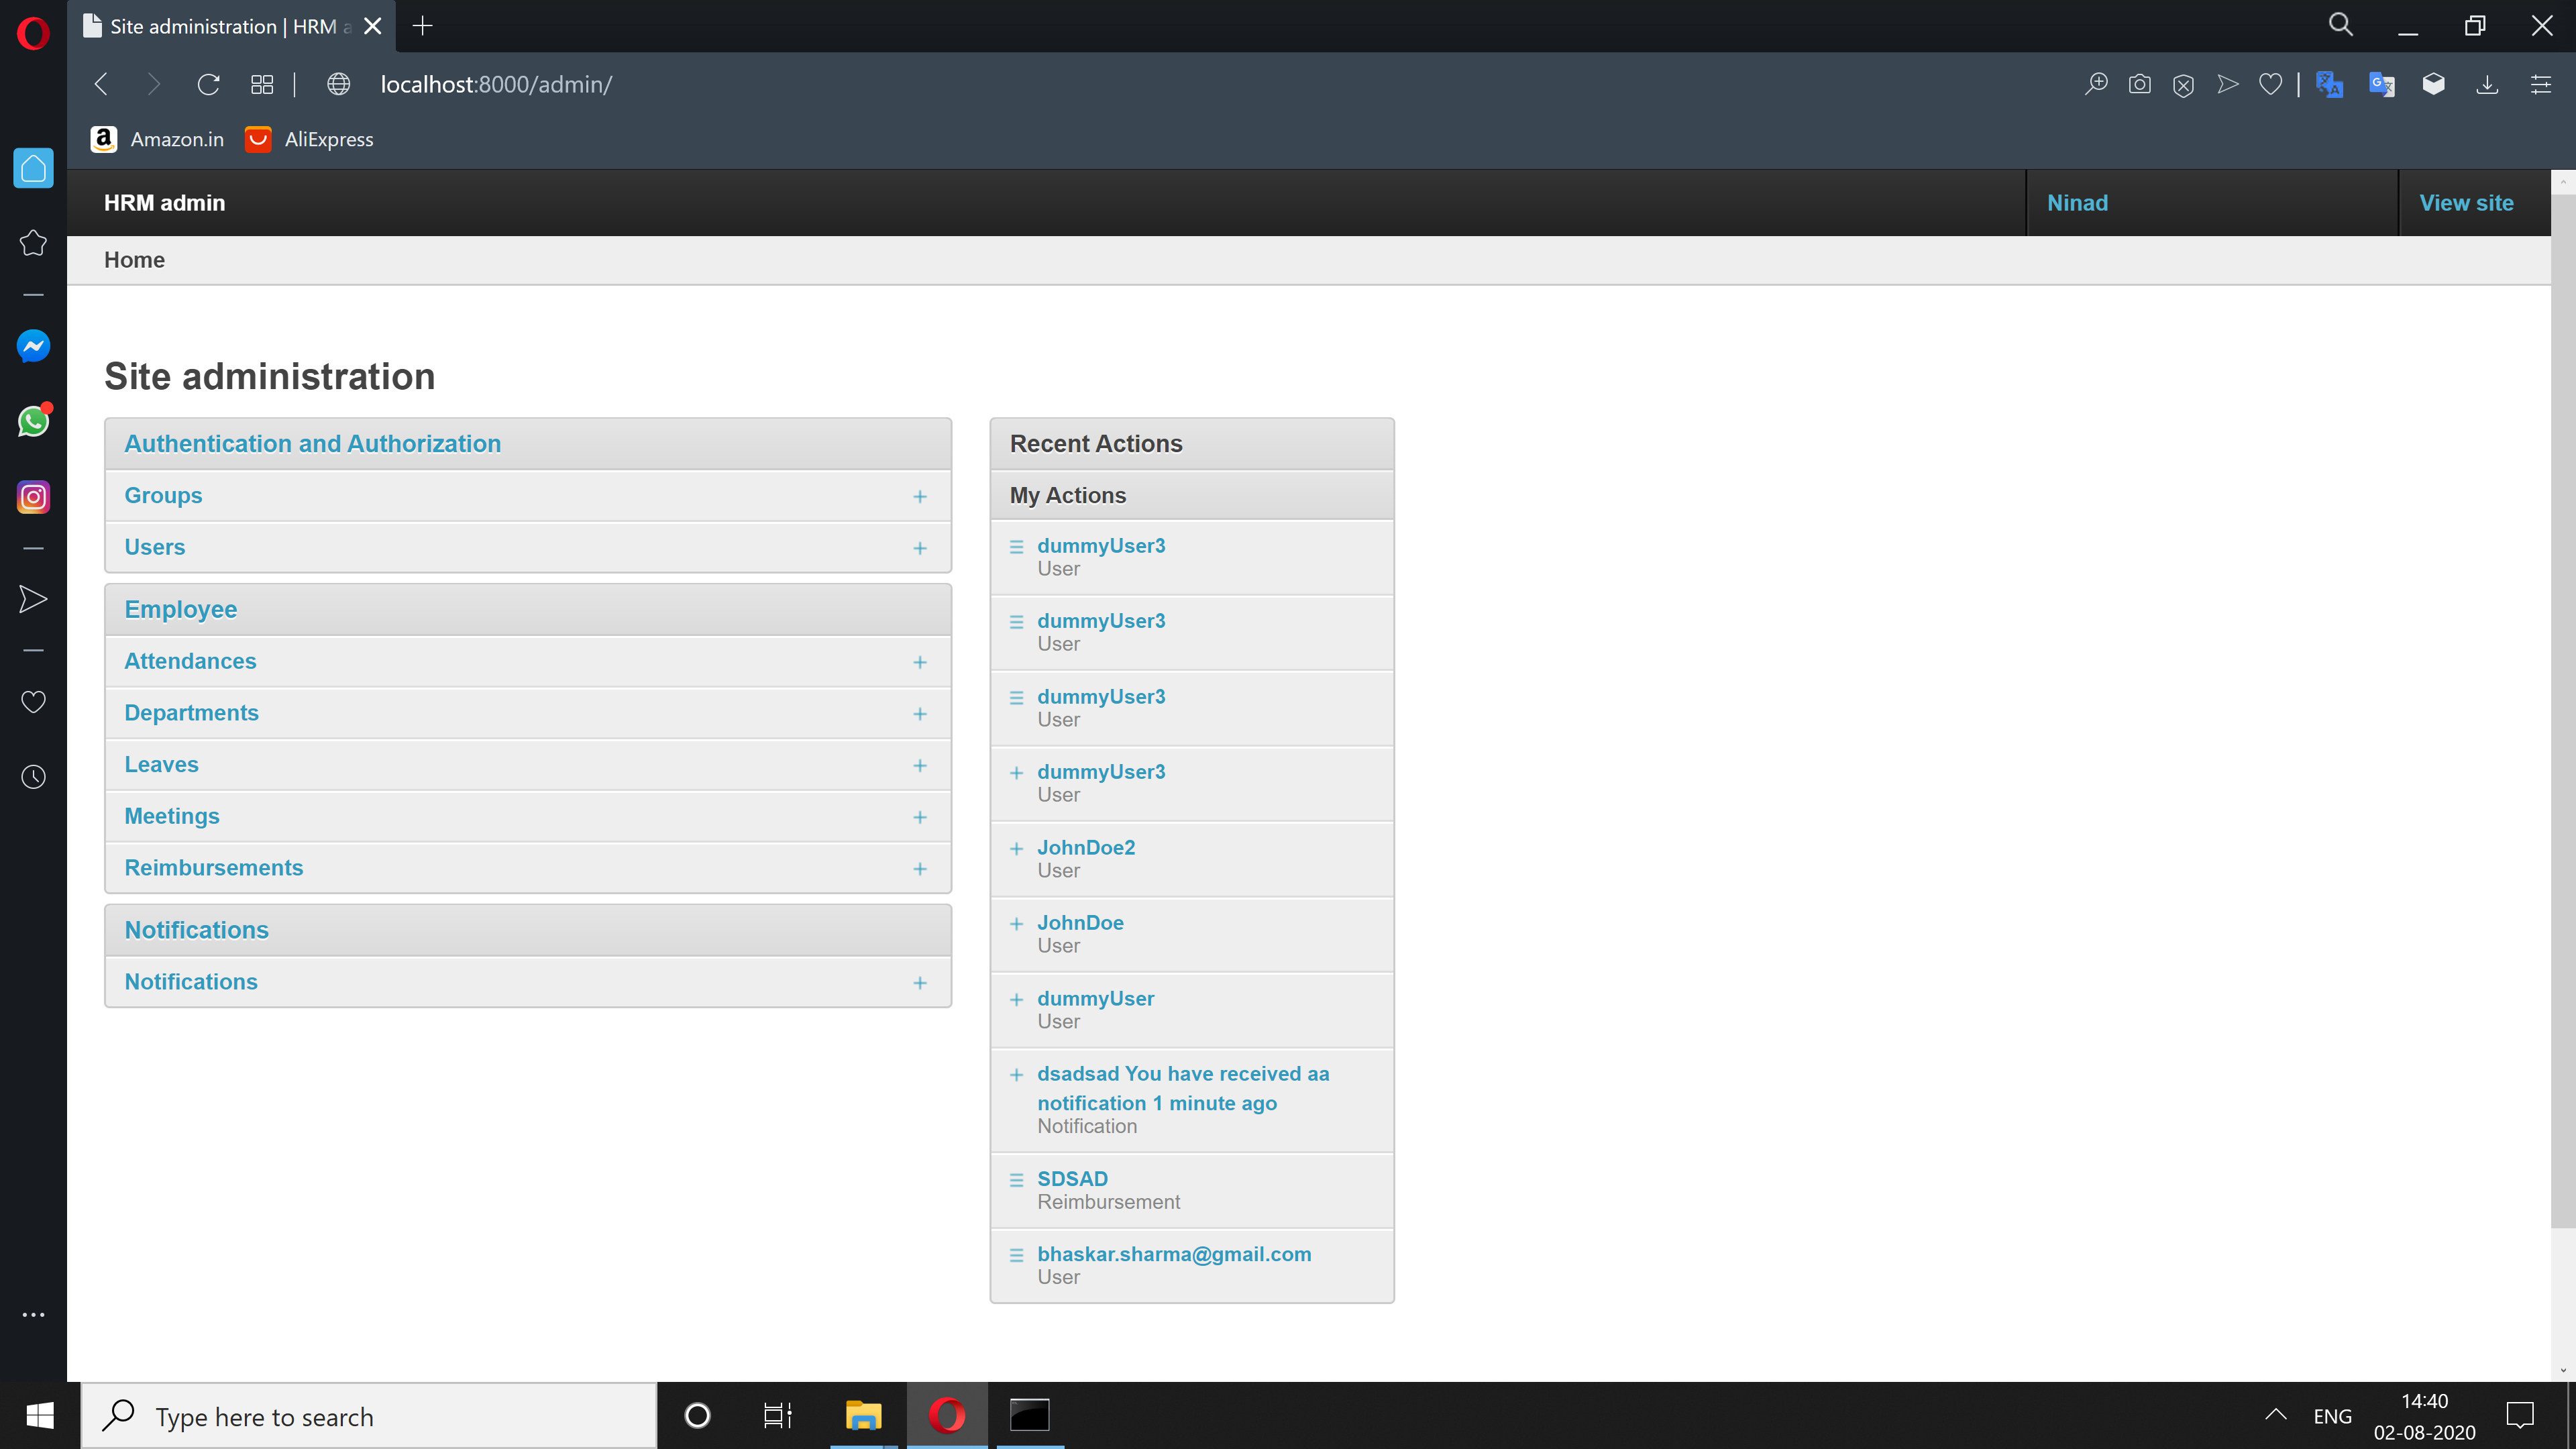 Site administration | HRM a
localhost:8000/admin/
Amazon.in AliExpress
HRM admin Ninad View site
Home
Site administration
Authentication and Authorization
Groups
Users
Employee
Attendances
Departments
Leaves
Meetings
Reimbursements
Notifications
Notifications
Recent Actions
My Actions
dummyUser3
User
dummyUser3
User
dummyUser3
User
dummyUser3
User
JohnDoe2
User
JohnDoe
User
dummyUser
User
dsadsad You have received aa
notification 1 minute ago
Notification
SDSAD
Reimbursement
bhaskar.sharma@gmail.com
User
Type here to search
ENG
14:40
02-08-2020